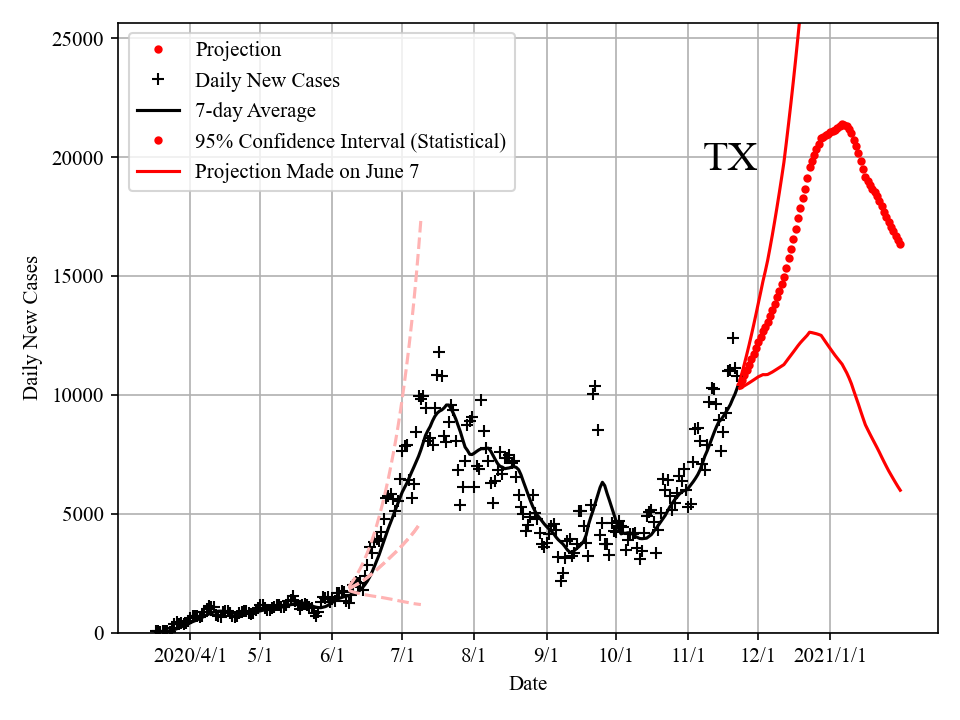 25000
20000
15000
10000
5000
0
Daily New Cases
Projection
Daily New Cases
7-day Average
95% Confidence Interval (Statistical)
Projection Made on June 7
TX
2020/4/1 5/1 6/1 7/1 8/1 9/1 10/1 11/1 12/1 2021/1/1
Date